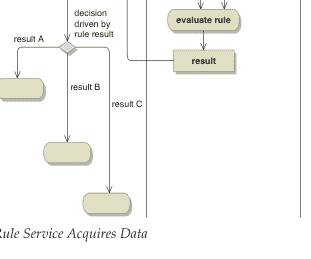 decision
driven by
rule result
evaluate rule
result A
result
result B
result C
Rule Service Acquires Data